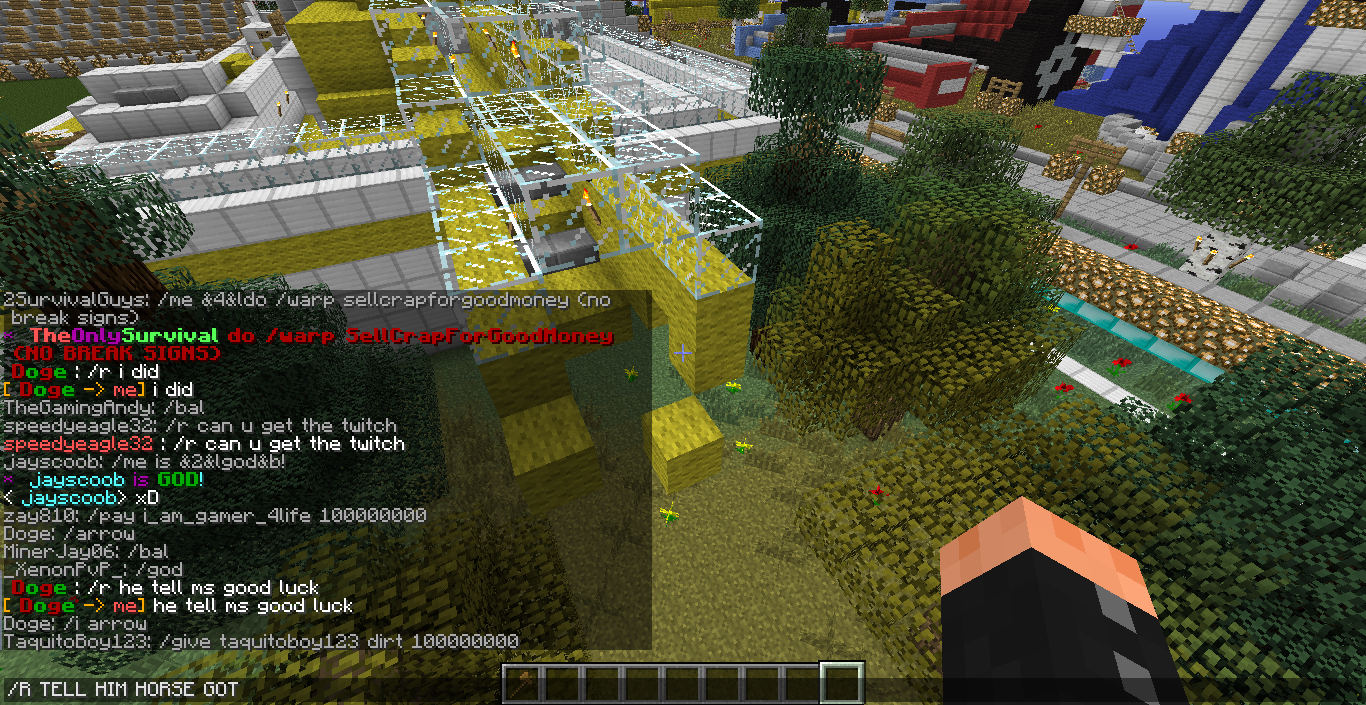 2SurvivalGuys: /me &4&ldo /warp sellcrapforgoodmoney (no
break signs)
* TheOnlySurvival do /warp SellCrapForGoodMoney
(NO BREAK SIGNS)
Doge : /r i did
[ Doge -> me] i did
TheGamingAndy: /bal
speedyeagle32: /r can u get the twitch
speedyeagle32 : /r can u get the twitch
jayscoob: /me is &2&lgod&b!
* jayscoob is GOD!
< jayscoob> xD
zay810: /pay i_am_gamer_4life 100000000
Doge: /arrow
MinerJay06: /bal
_XenonPvP_: /god
Doge : /r he tell ms good luck
[ Doge -> me] he tell ms good luck
Doge: /i arrow
TaquitoBoy123: /give taquitoboy123 dirt 100000000
/R TELL HIM HORSE GOT